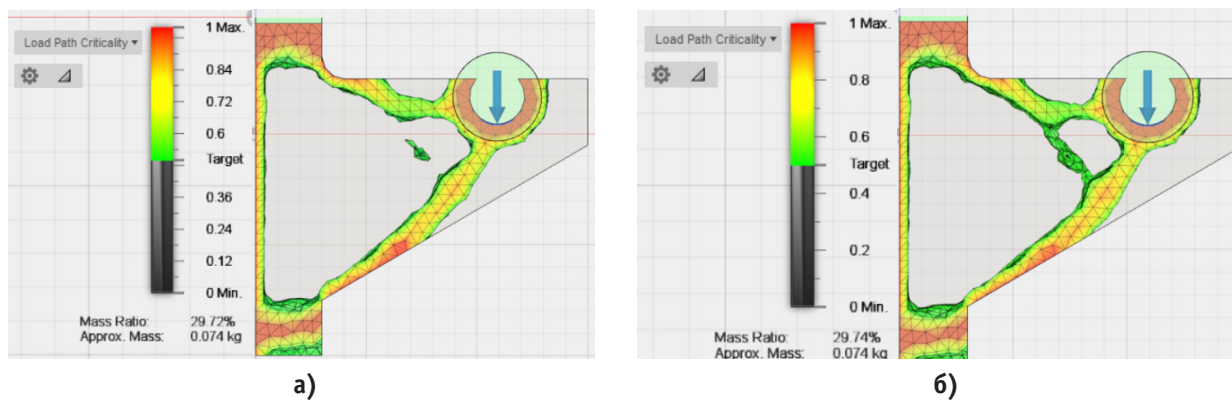 Load Path Criticality
1 Max.
0.84
0.72
0.6
Target
0.36
0.24
0.12
0 Min.
Mass Ratio: 29.72%
Approx. Mass: 0.074 kg
а)
Load Path Criticality
1 Max.
0.8
0.6
Target
0.4
0.2
0 Min.
Mass Ratio: 29.74%
Approx. Mass: 0.074 kg
б)